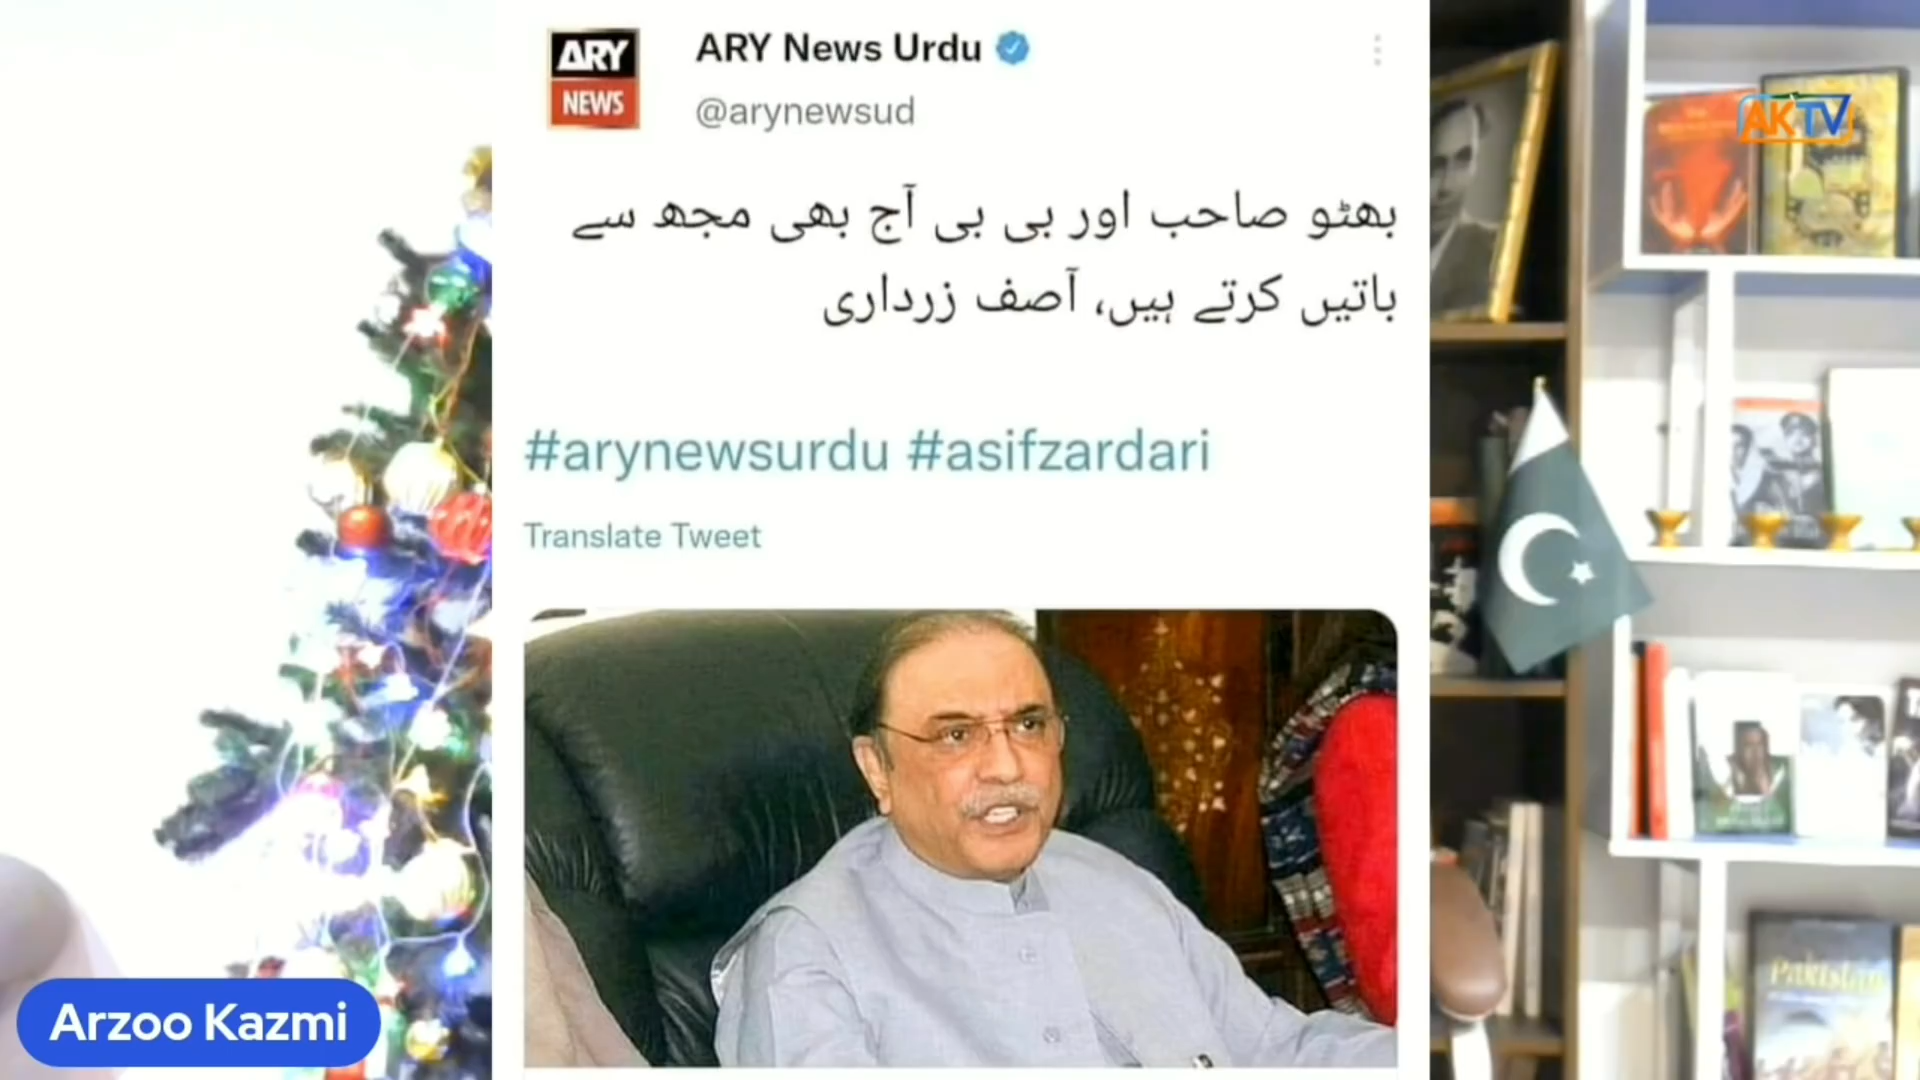 ARY
NEWS
ARY News Urdu
@arynewsud
بھٹو صاحب اور بی بی آج بھی مجھ سے
باتیں کرتے ہیں، آصف زرداری
#arynewsurdu #asifzardari
Translate Tweet
AKTV
Pakistan
Arzoo Kazmi